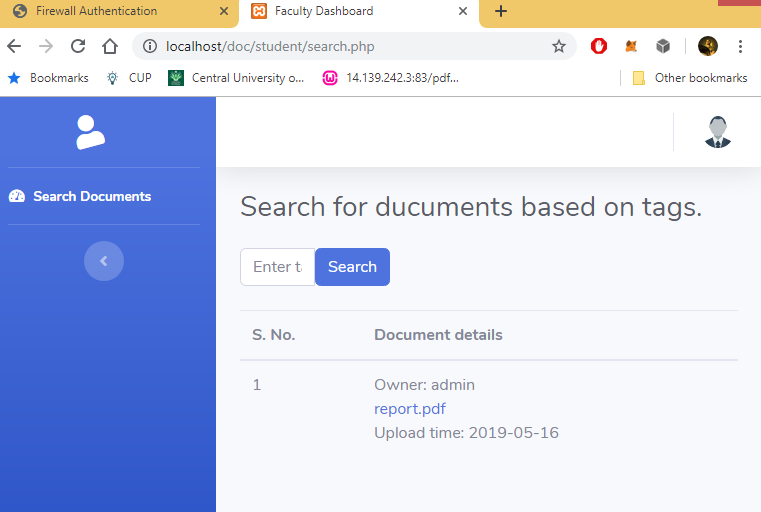 Firewall Authentication
Faculty Dashboard
localhost/doc/student/search.php
Bookmarks
CUP
Central University o...
14.139.242.3:83/pdf...
Other bookmarks
Search Documents
Search for ducuments based on tags.
Enter t
Search
S. No.
Document details
1
Owner: admin
report.pdf
Upload time: 2019-05-16